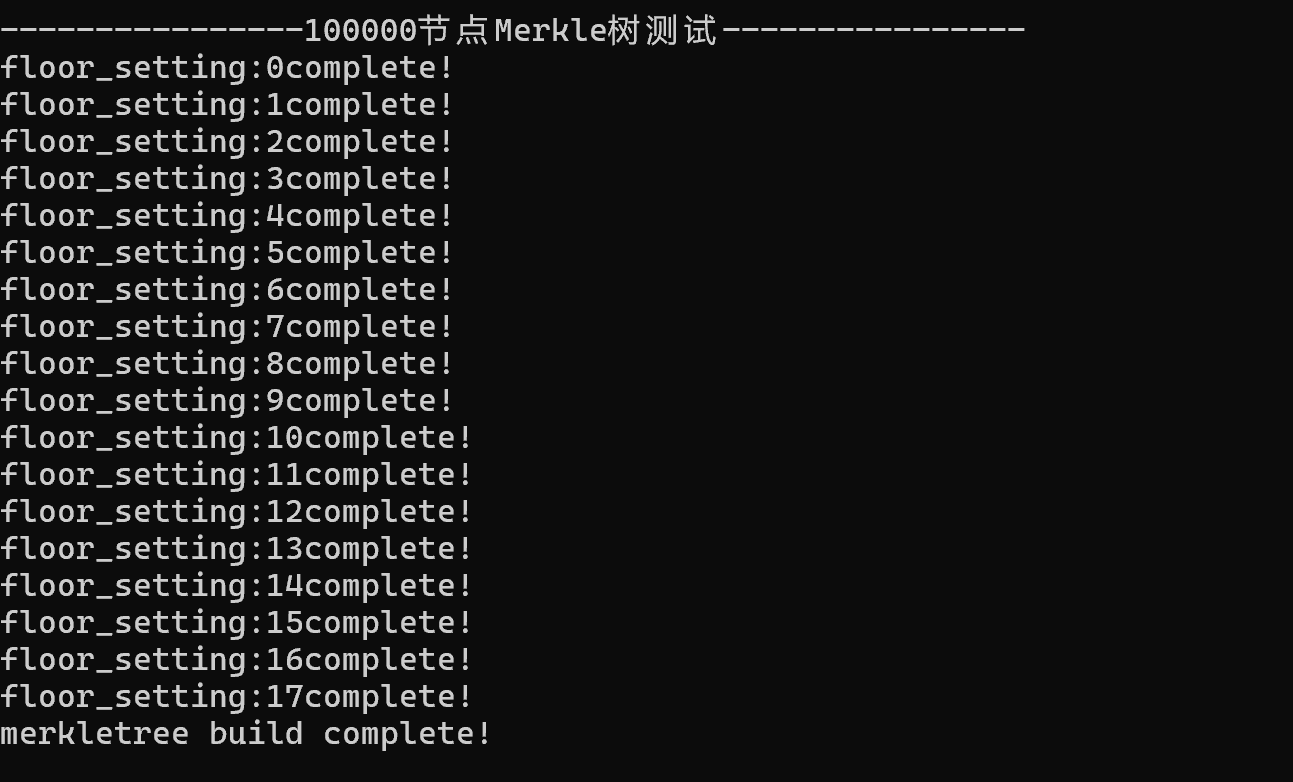 ----------------100000节点Merkle树测试----------------
floor_setting:0complete!
floor_setting:1complete!
floor_setting:2complete!
floor_setting:3complete!
floor_setting:4complete!
floor_setting:5complete!
floor_setting:6complete!
floor_setting:7complete!
floor_setting:8complete!
floor_setting:9complete!
floor_setting:10complete!
floor_setting:11complete!
floor_setting:12complete!
floor_setting:13complete!
floor_setting:14complete!
floor_setting:15complete!
floor_setting:16complete!
floor_setting:17complete!
merkletree build complete!